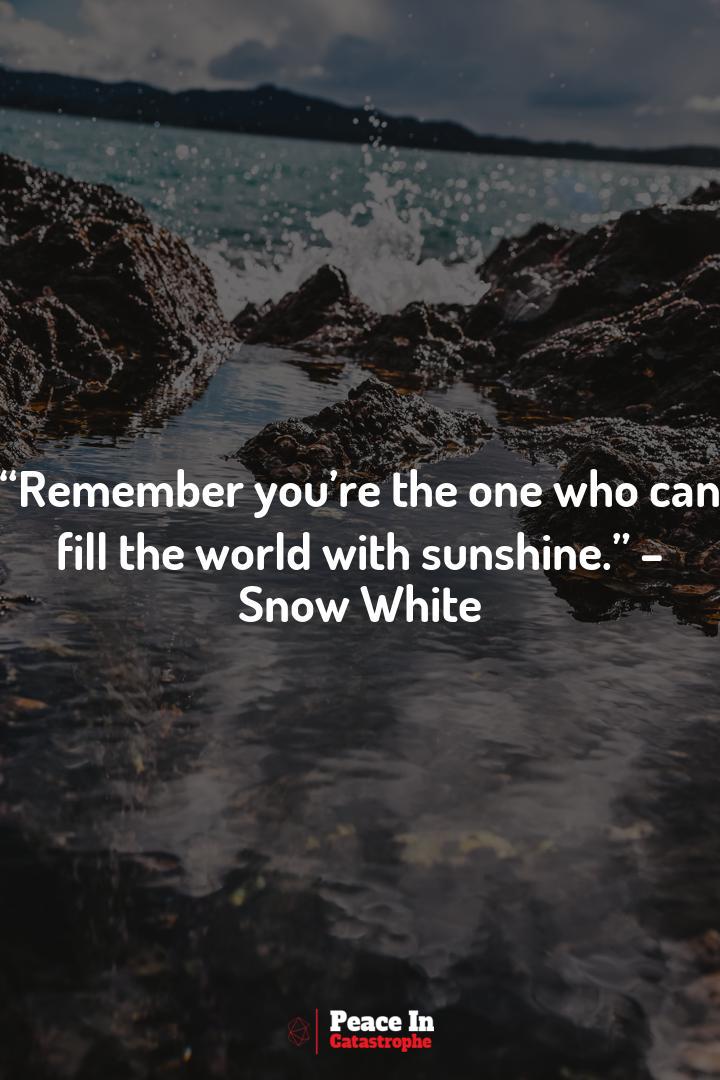 “Remember you’re the one who can
fill the world with sunshine.” –
Snow White
Peace In
Catastrophe